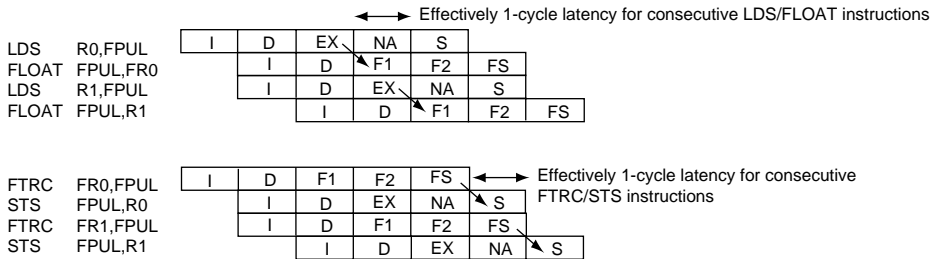 Effectively 1-cycle latency for consecutive LDS/FLOAT instructions
LDS R0,FPUL I D EX NA S
FLOAT FPUL,FR0 I D F1 F2 FS
LDS R1,FPUL I D EX NA S
FLOAT FPUL,R1 I D F1 F2 FS
Effectively 1-cycle latency for consecutive
FTRC/STS instructions
FTRC FR0,FPUL I D F1 F2 FS
STS FPUL,R0 I D EX NA S
FTRC FR1,FPUL I D F1 F2 FS
STS FPUL,R1 I D EX NA S